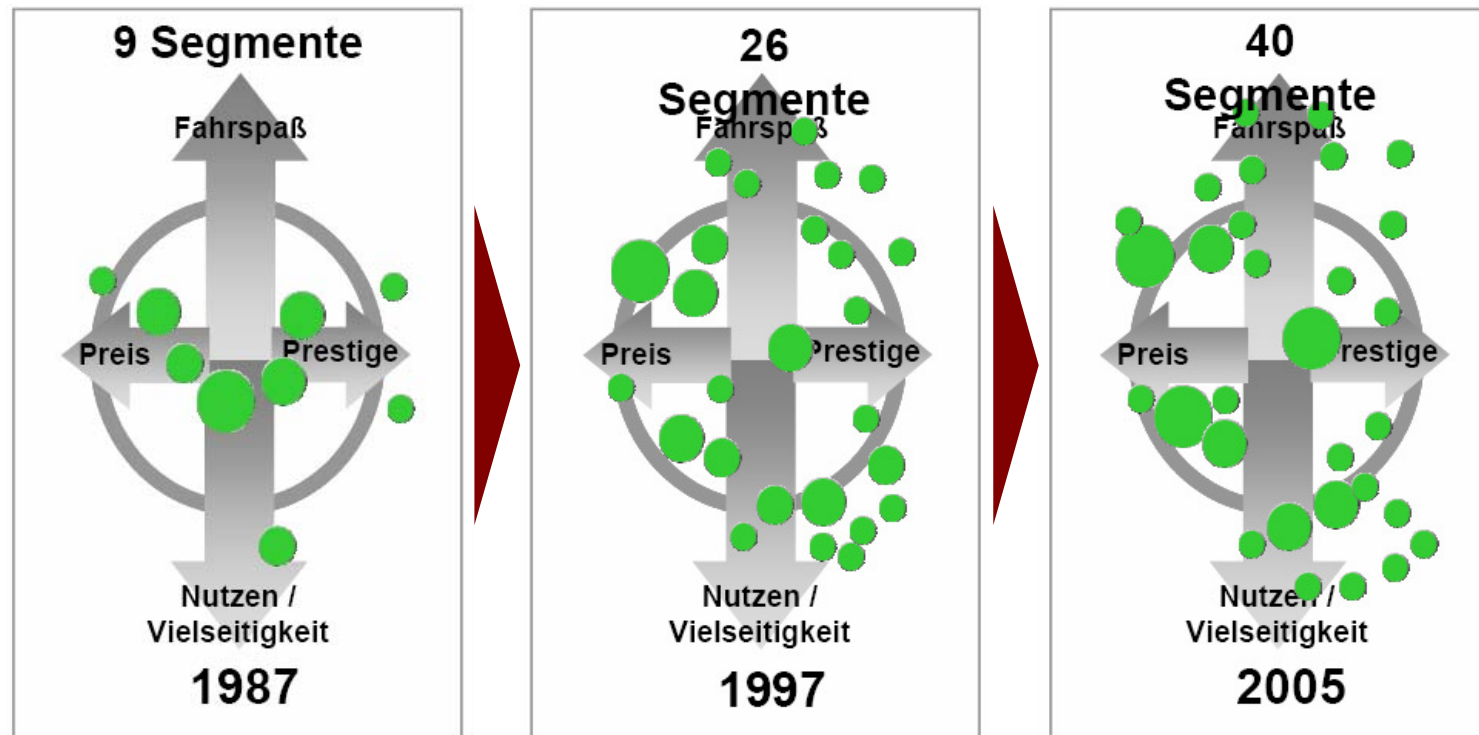 9 Segmente
Fahrspaß
Preis
Prestige
Nutzen /
Vielseitigkeit
1987
26
Segmente
Fahrspaß
Preis
Prestige
Nutzen /
Vielseitigkeit
1997
40
Segmente
Fahrspaß
Preis
Prestige
Nutzen /
Vielseitigkeit
2005